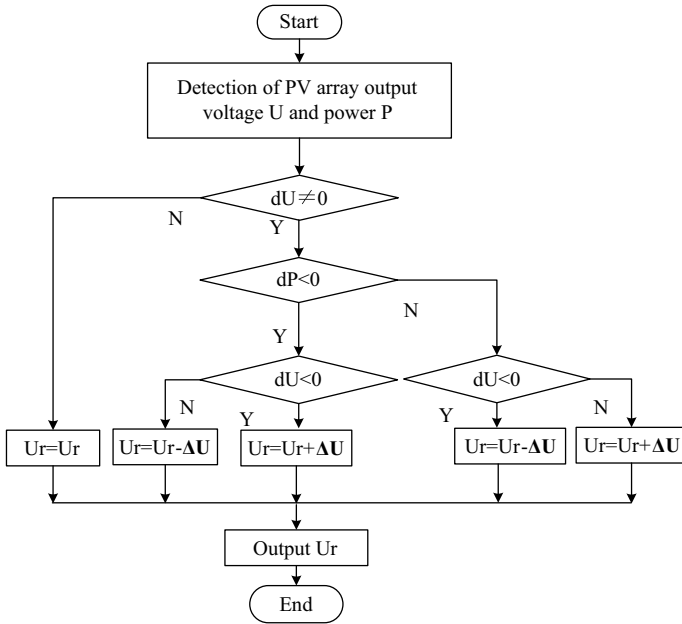 Start
Detection of PV array output
voltage U and power P
dU≠0
N
Y
dP<0
N
Y
dU<0
dU<0
N
Y
Y
N
Ur=Ur
Ur=Ur-ΔU
Ur=Ur+ΔU
Ur=Ur-ΔU
Ur=Ur+ΔU
Output Ur
End